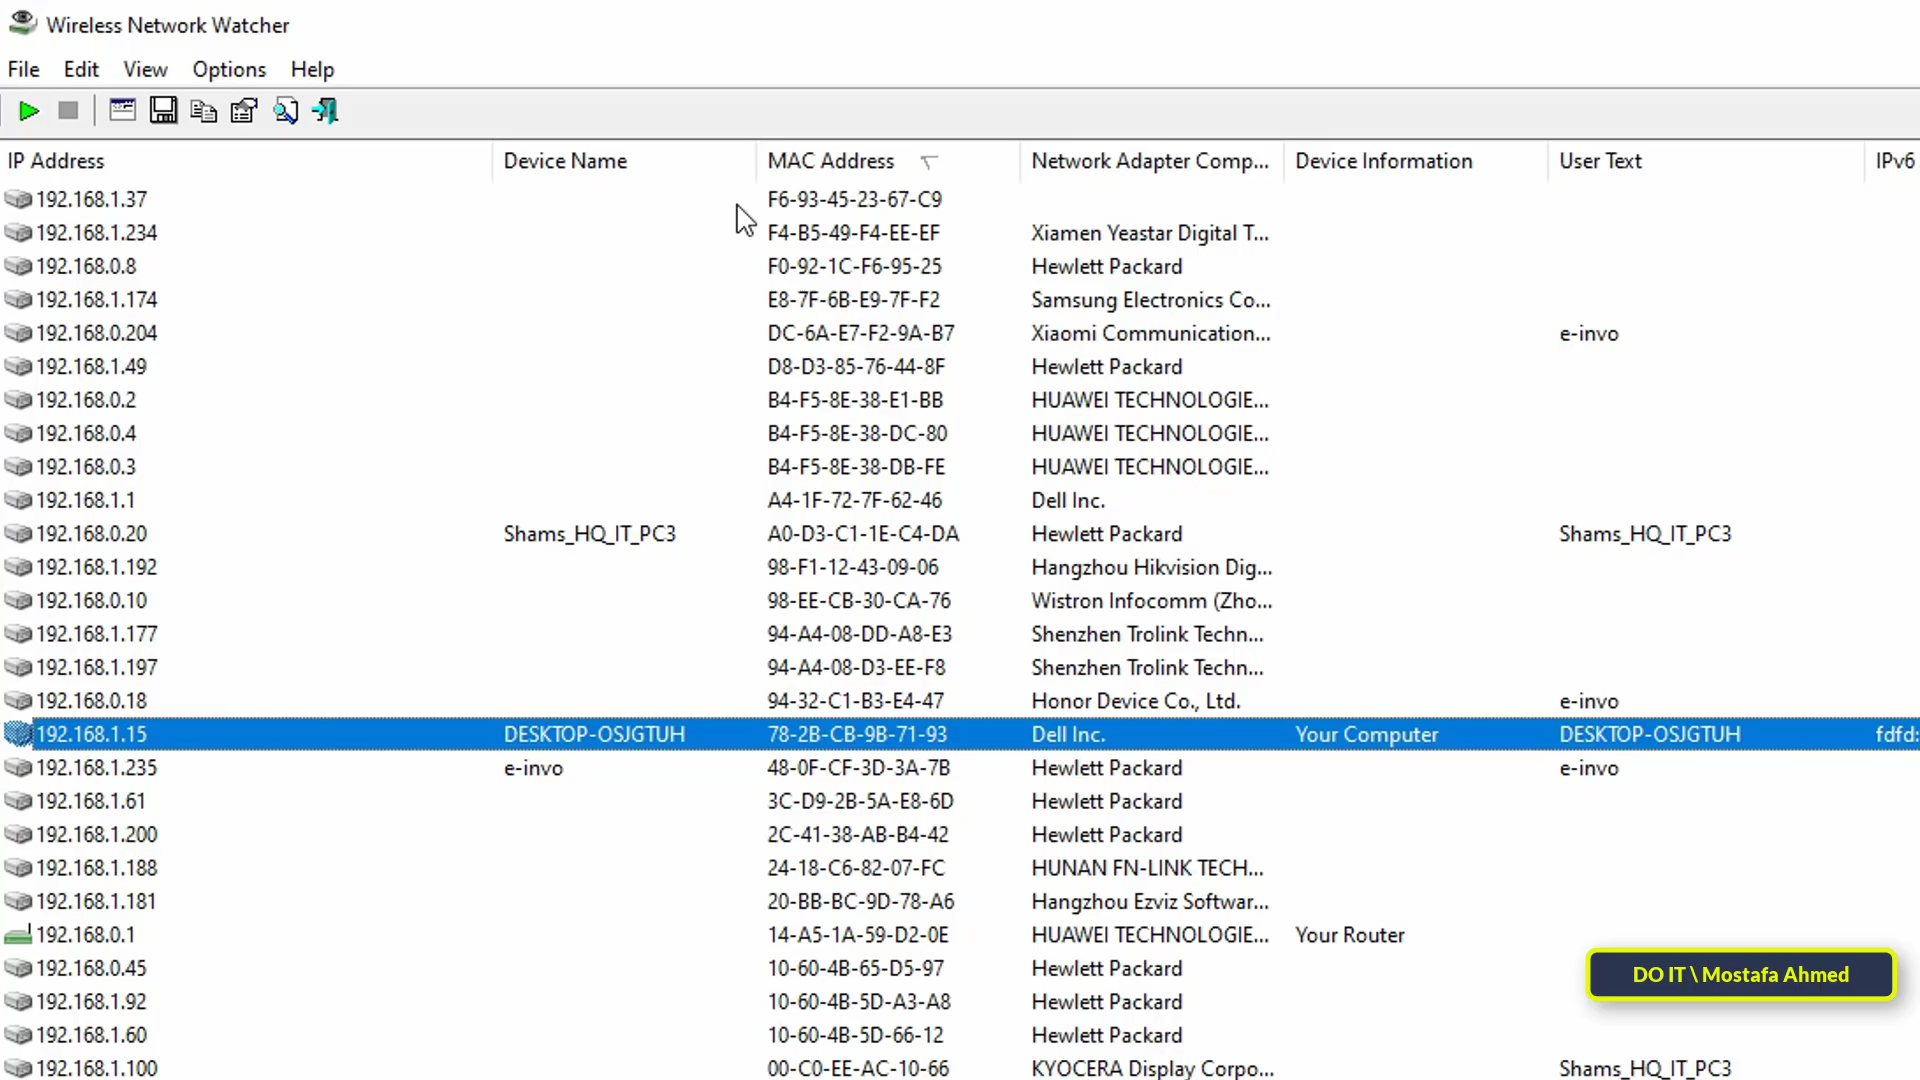 Wireless Network Watcher
File Edit View Options Help
IP Address Device Name MAC Address Network Adapter Comp... Device Information User Text IPv6
192.168.1.37 F6-93-45-23-67-C9
192.168.1.234 F4-B5-49-F4-EE-EF Xiamen Yeastar Digital T...
192.168.0.8 F0-92-1C-F6-95-25 Hewlett Packard
192.168.1.174 E8-7F-6B-E9-7F-F2 Samsung Electronics Co...
192.168.0.204 DC-6A-E7-F2-9A-B7 Xiaomi Communication... e-invo
192.168.1.49 D8-D3-85-76-44-8F Hewlett Packard
192.168.0.2 B4-F5-8E-38-E1-BB HUAWEI TECHNOLOGIE...
192.168.0.4 B4-F5-8E-38-DC-80 HUAWEI TECHNOLOGIE...
192.168.0.3 B4-F5-8E-38-DB-FE HUAWEI TECHNOLOGIE...
192.168.1.1 A4-1F-72-7F-62-46 Dell Inc.
192.168.0.20 Shams_HQ_IT_PC3 A0-D3-C1-1E-C4-DA Hewlett Packard Shams_HQ_IT_PC3
192.168.1.192 98-F1-12-43-09-06 Hangzhou Hikvision Dig...
192.168.0.10 98-EE-CB-30-CA-76 Wistron Infocomm (Zho...
192.168.1.177 94-A4-08-DD-A8-E3 Shenzhen Trolink Techn...
192.168.1.197 94-A4-08-D3-EE-F8 Shenzhen Trolink Techn...
192.168.0.18 94-32-C1-B3-E4-47 Honor Device Co., Ltd. e-invo
192.168.1.15 DESKTOP-OSJGTUH 78-2B-CB-9B-71-93 Dell Inc. Your Computer DESKTOP-OSJGTUH fdfd:
192.168.1.235 e-invo 48-0F-CF-3D-3A-7B Hewlett Packard e-invo
192.168.1.61 3C-D9-2B-5A-E8-6D Hewlett Packard
192.168.1.200 2C-41-38-AB-B4-42 Hewlett Packard
192.168.1.188 24-18-C6-82-07-FC HUNAN FN-LINK TECH...
192.168.1.181 20-BB-BC-9D-78-A6 Hangzhou Ezviz Softwar...
192.168.0.1 14-A5-1A-59-D2-0E HUAWEI TECHNOLOGIE... Your Router
192.168.0.45 10-60-4B-65-D5-97 Hewlett Packard
DO IT \ Mostafa Ahmed
192.168.1.92 10-60-4B-5D-A3-A8 Hewlett Packard
192.168.1.60 10-60-4B-5D-66-12 Hewlett Packard
192.168.1.100 00-C0-EE-AC-10-66 KYOCERA Display Corpo... Shams_HQ_IT_PC3